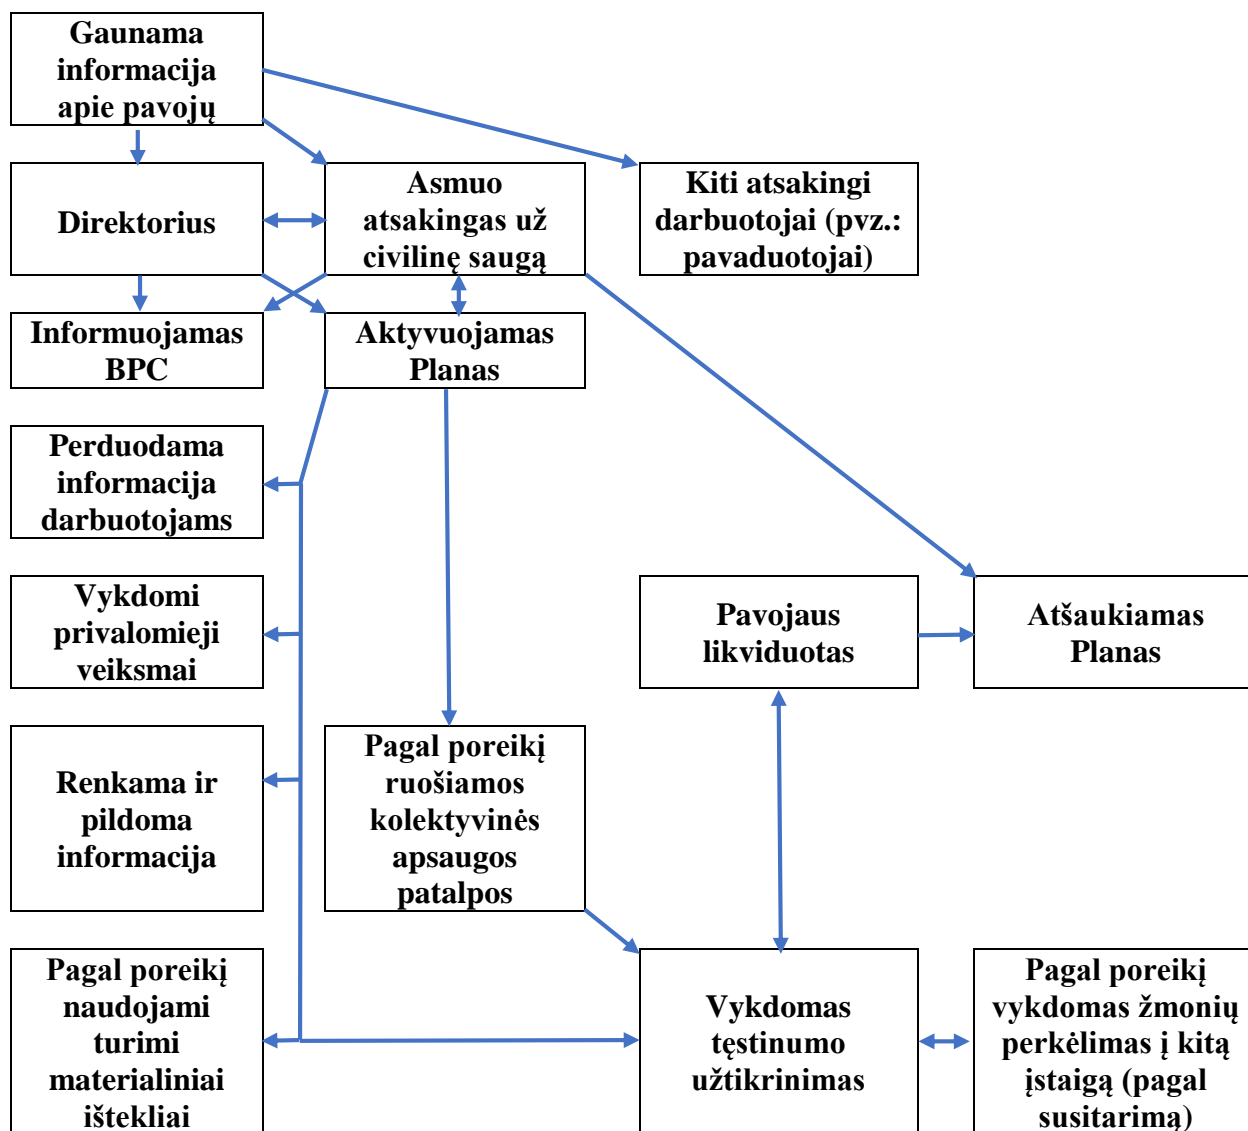 Gaunama
informacija
apie pavojų
Direktorius
Asmuo
atsakingas už
civilinę saugą
Kiti atsakingi
darbuotojai (pvz.:
pavaduotojai)
Informuojamas
BPC
Aktyvuojamas
Planas
Perduodama
informacija
darbuotojams
Vykdomi
privalomieji
veiksmai
Pavojaus
likviduotas
Atšaukiamas
Planas
Renkama ir
pildoma
informacija
Pagal poreikį
ruošiamos
kolektyvinės
apsaugos
patalpos
Pagal poreikį
naudojami
turimi
materialiniai
ištekliai
Vykdomas
tęstinumo
užtikrinimas
Pagal poreikį
vykdomas žmonių
perkėlimas į kitą
įstaigą (pagal
susitarimą)